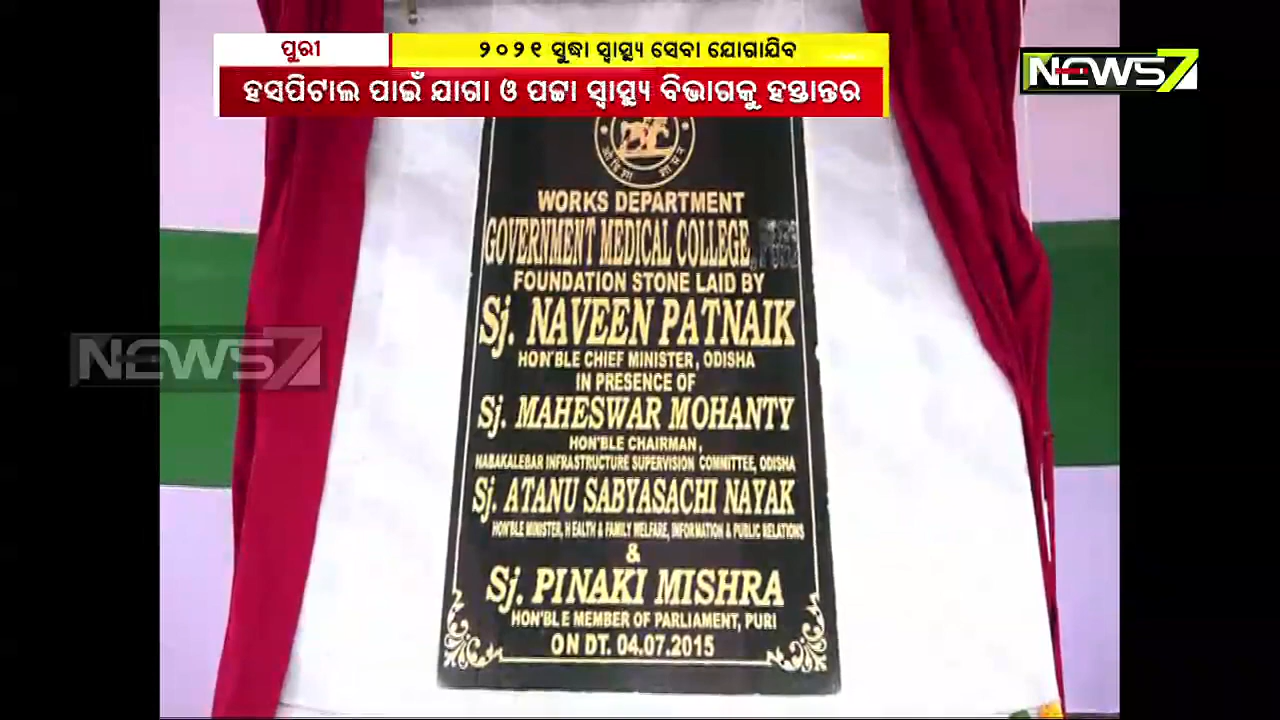 ପୁରୀ
୨୦୨୧ ସୁଦ୍ଧା ସ୍ୱାସ୍ଥ୍ୟ ସେବା ଯୋଗାଯିବ
NEWS7
ହସପିଟାଲ ପାଇଁ ଯାଗା ଓ ପଟ୍ଟା ସ୍ୱାସ୍ଥ୍ୟ ବିଭାଗକୁ ହସ୍ତାନ୍ତର
ओडिशा शासन
WORKS DEPARTMENT
GOVERNMENT MEDICAL COLLEGE, PURI
FOUNDATION STONE LAID BY
Sj. NAVEEN PATNAIK
HON'BLE CHIEF MINISTER, ODISHA
IN PRESENCE OF
Sj. MAHESWAR MOHANTY
HON'BLE CHAIRMAN,
NABAKALEBAR INFRASTRUCTURE SUPERVISION COMMITTEE, ODISHA
Sj. ATANU SABYASACHI NAYAK
HON'BLE MINISTER, HEALTH & FAMILY WELFARE, INFORMATION & PUBLIC RELATIONS
&
Sj. PINAKI MISHRA
HON'BLE MEMBER OF PARLIAMENT, PURI
ON DT. 04.07.2015
NEWS7